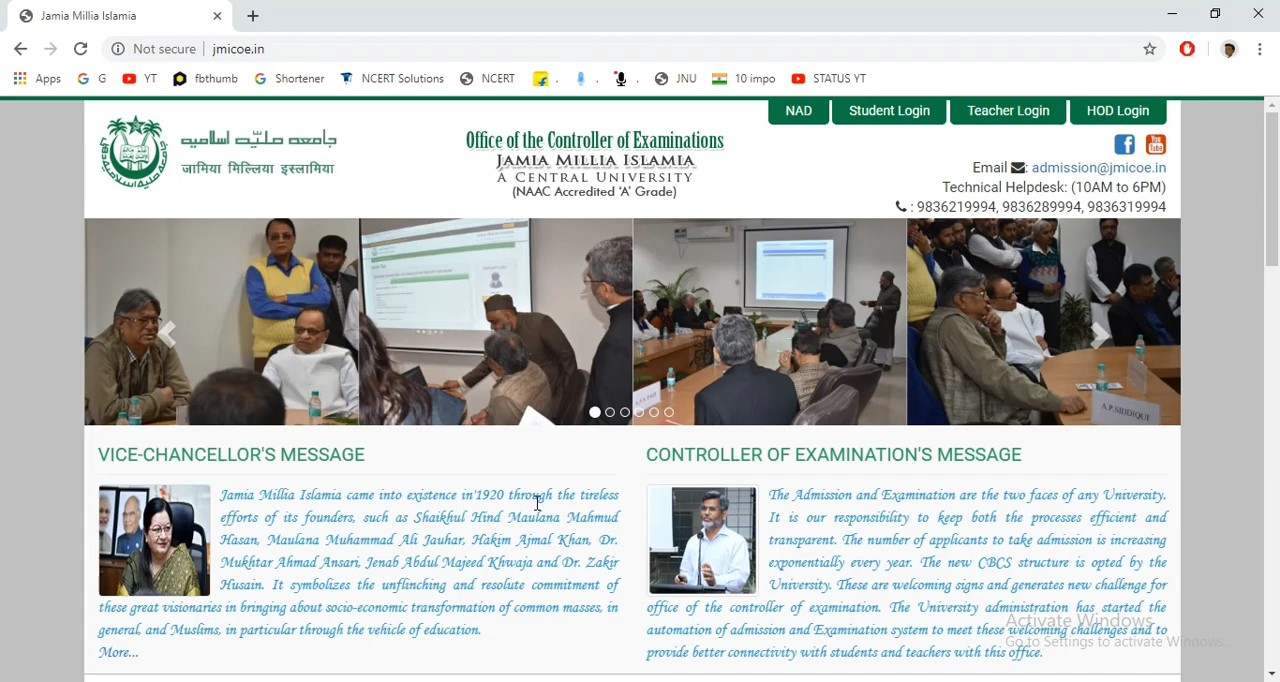 Jamia Millia Islamia
Not secure | jmicoe.in
Apps G YT fbthumb Shortener NCERT Solutions NCERT . . . JNU 10 impo STATUS YT
NAD Student Login Teacher Login HOD Login
جامعه ملیّہ اسلامیه
जामिया मिल्लिया इस्लामिया
Office of the Controller of Examinations
JAMIA MILLIA ISLAMIA
A CENTRAL UNIVERSITY
(NAAC Accredited 'A' Grade)
Email : admission@jmicoe.in
Technical Helpdesk: (10AM to 6PM)
: 9836219994, 9836289994, 9836319994
A.P. SIDDIQUI
VICE-CHANCELLOR'S MESSAGE
Jamia Millia Islamia came into existence in'1920 through the tireless
efforts of its founders, such as Shaikhul Hind Maulana Mahmud
Hasan, Maulana Muhammad Ali Jauhar, Hakim Ajmal Khan, Dr.
Mukhtar Ahmad Ansari, Jenab Abdul Majeed Khwaja and Dr. Zakir
Husain. It symbolizes the unflinching and resolute commitment of
these great visionaries in bringing about socio-economic transformation of common masses, in
general, and Muslims, in particular through the vehicle of education.
More...
CONTROLLER OF EXAMINATION'S MESSAGE
The Admission and Examination are the two faces of any University.
It is our responsibility to keep both the processes efficient and
transparent. The number of applicants to take admission is increasing
exponentially every year. The new CBCS structure is opted by the
University. These are welcoming signs and generates new challenge for
office of the controller of examination. The University administration has started the
automation of admission and Examination system to meet these welcoming challenges and to
provide better connectivity with students and teachers with this office.
Activate Windows
Go to Settings to activate Windows.